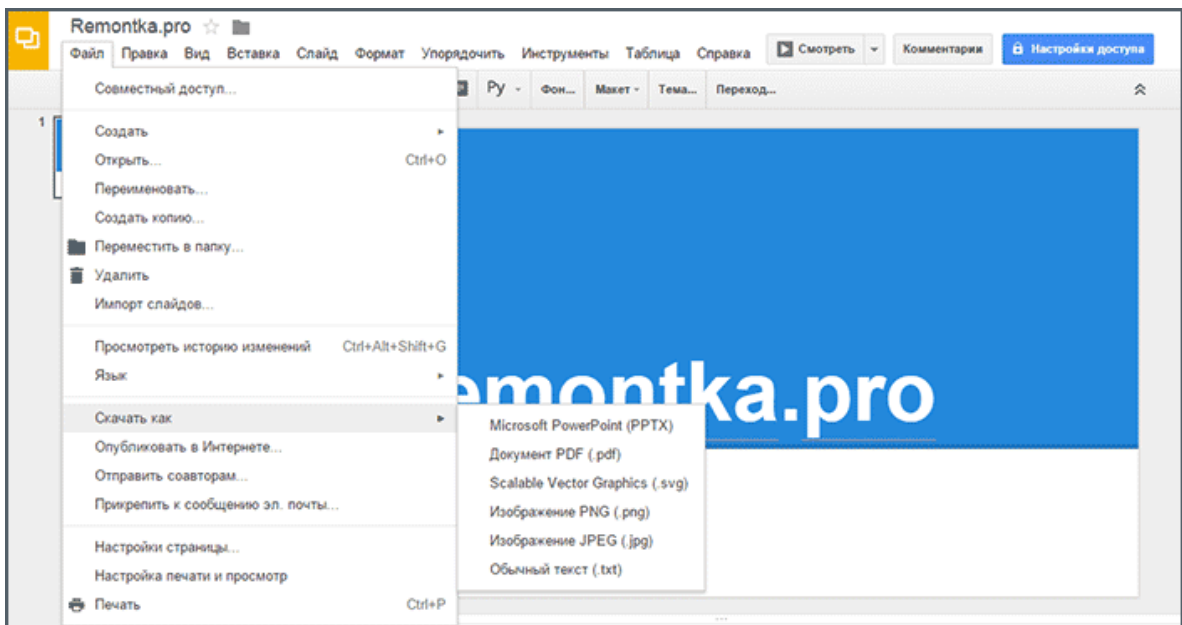 Remontka.pro
Файл Правка Вид Вставка Слайд Формат Упорядочить Инструменты Таблица Справка Смотреть Комментарии Настройки доступа
Ру Фон... Макет Тема... Переход...
1
Совместный доступ...
Создать
Открыть... Ctrl+O
Переименовать...
Создать копию...
Переместить в папку...
Удалить
Импорт слайдов...
Просмотреть историю изменений Ctrl+Alt+Shift+G
Язык
Скачать как
Опубликовать в Интернете...
Отправить соавторам...
Прикрепить к сообщению эл. почты...
Настройки страницы...
Настройка печати и просмотр
Печать Ctrl+P
emontka.pro
Microsoft PowerPoint (PPTX)
Документ PDF (.pdf)
Scalable Vector Graphics (.svg)
Изображение PNG (.png)
Изображение JPEG (.jpg)
Обычный текст (.txt)